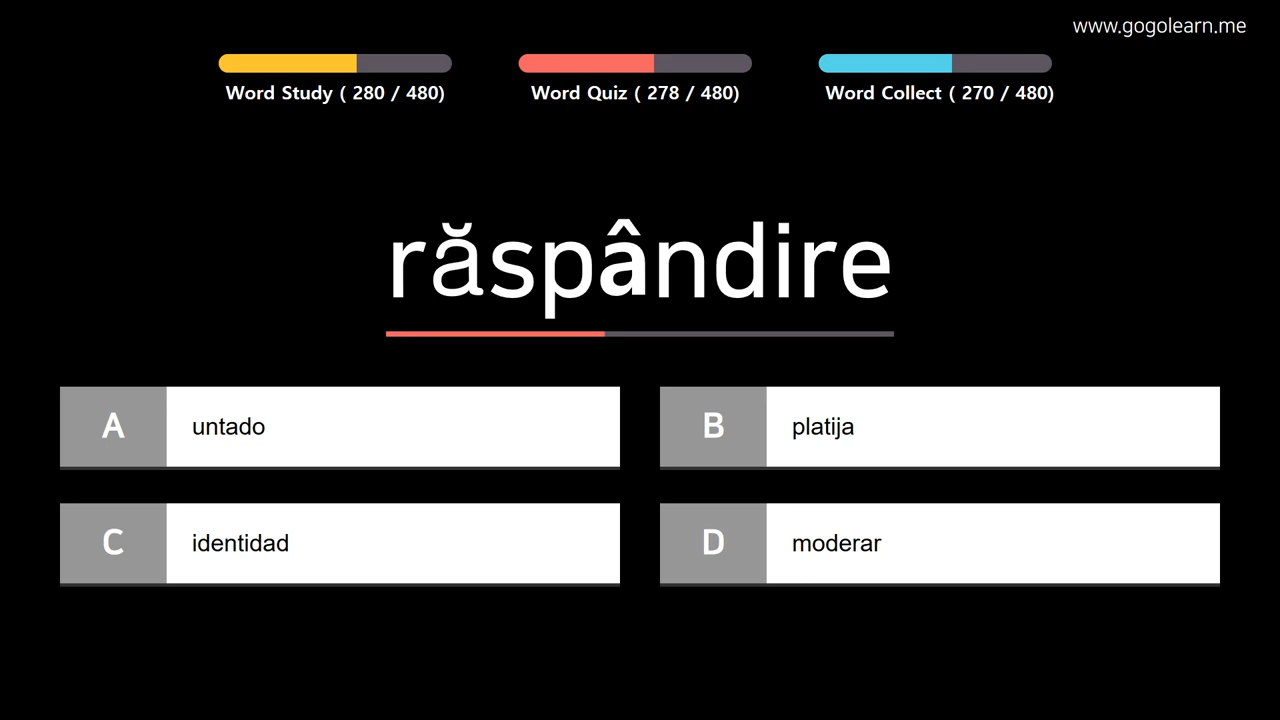 www.gogolearn.me
Word Study ( 280 / 480)
Word Quiz ( 278 / 480)
Word Collect ( 270 / 480)
răspândire
A untado
B platija
C identidad
D moderar